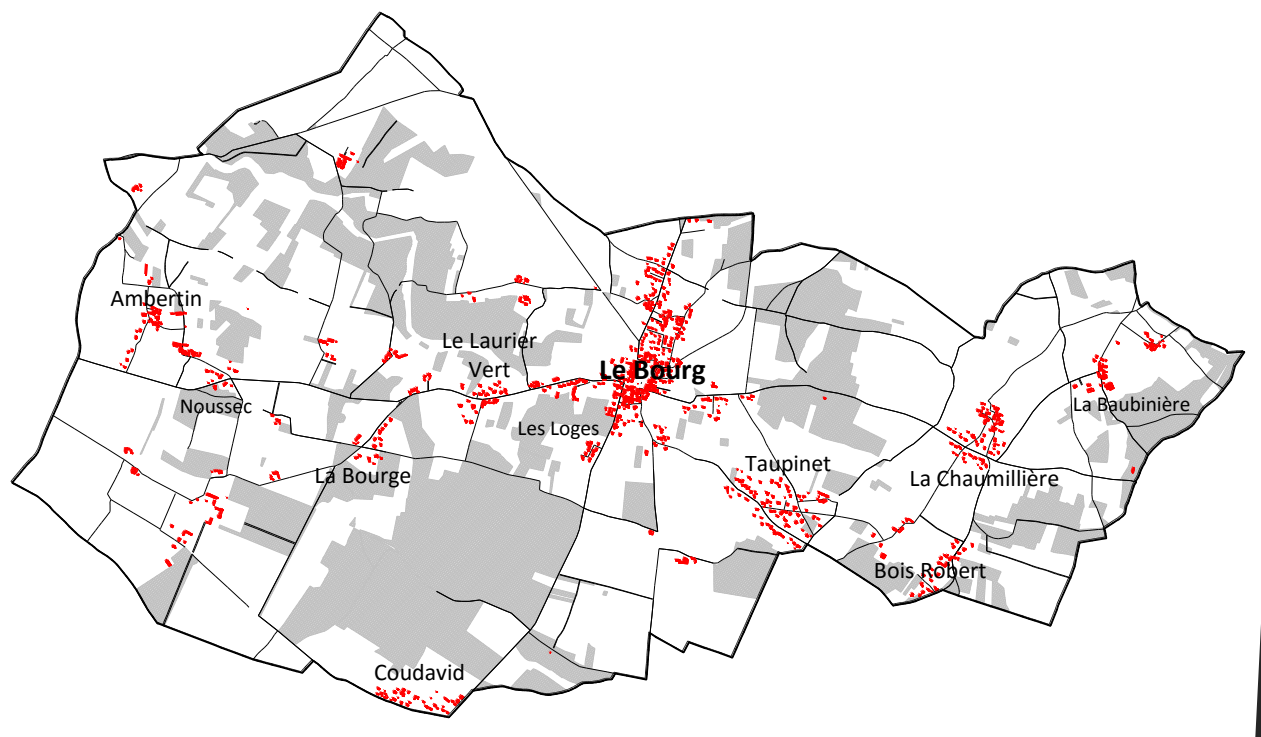 Ambertin
Le Laurier
Vert
Le Bourg
Noussec
Les Loges
La Baubinière
La Bourge
Taupinet
La Chaumillière
Bois Robert
Coudavid